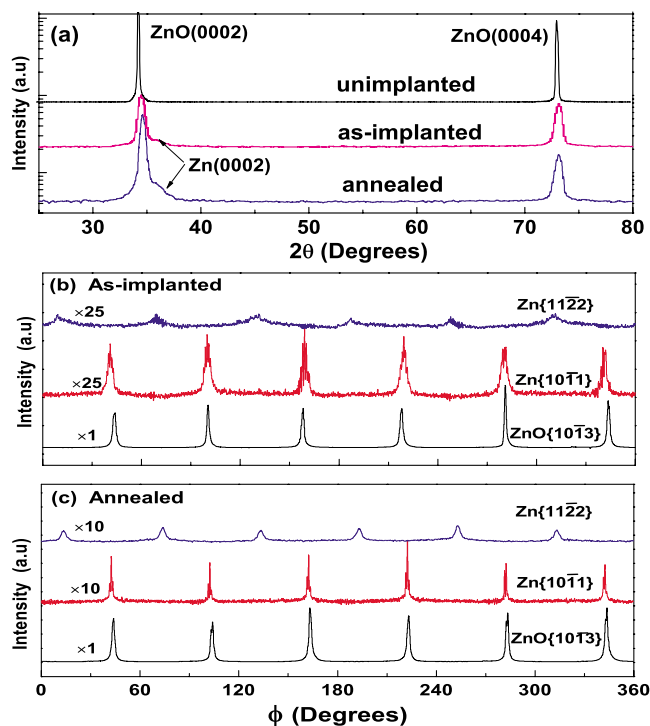 (a)
ZnO(0002)
ZnO(0004)
unimplanted
as-implanted
Zn(0002)
annealed
Intensity (a.u)
30 40 50 60 70 80
2θ (Degrees)
(b) As-implanted
×25
Zn{112̅2̅}
×25
Zn{101̅1}
×1
ZnO{101̅3}
Intensity (a.u)
(c) Annealed
×10
Zn{112̅2}
×10
Zn{101̅1}
×1
ZnO{101̅3}
Intensity (a.u)
0 60 120 180 240 300 360
ϕ (Degrees)